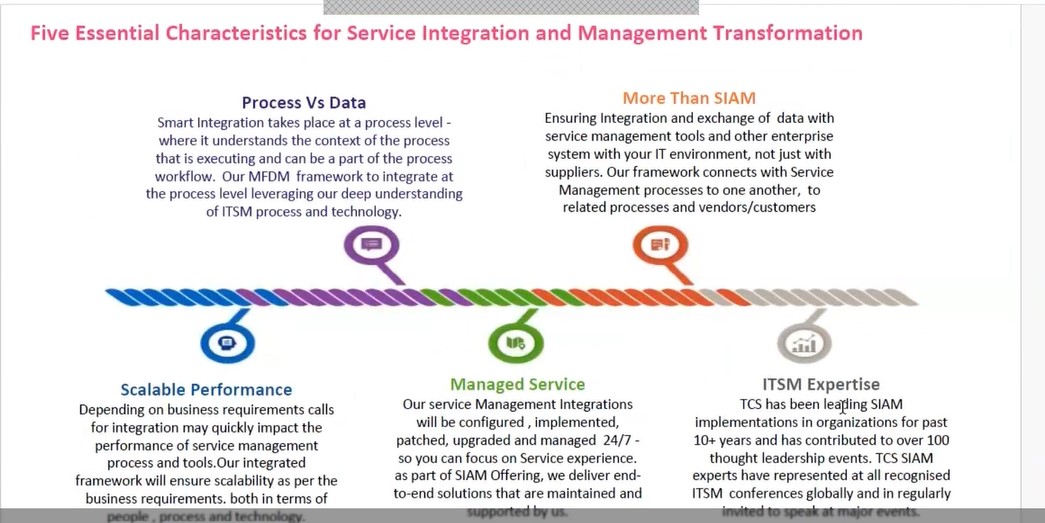 Five Essential Characteristics for Service Integration and Management Transformation
Process Vs Data
Smart Integration takes place at a process level -
where it understands the context of the process
that is executing and can be a part of the process
workflow. Our MFDM framework to integrate at
the process level leveraging our deep understanding
of ITSM process and technology.
More Than SIAM
Ensuring Integration and exchange of data with
service management tools and other enterprise
system with your IT environment, not just with
suppliers. Our framework connects with Service
Management processes to one another, to
related processes and vendors/customers
Scalable Performance
Depending on business requirements calls
for integration may quickly impact the
performance of service management
process and tools.Our integrated
framework will ensure scalability as per the
business requirements. both in terms of
people , process and technology.
Managed Service
Our service Management Integrations
will be configured , implemented,
patched, upgraded and managed 24/7 -
so you can focus on Service experience.
as part of SIAM Offering, we deliver end-
to-end solutions that are maintained and
supported by us.
ITSM Expertise
TCS has been leading SIAM
implementations in organizations for past
10+ years and has contributed to over 100
thought leadership events. TCS SIAM
experts have represented at all recognised
ITSM conferences globally and in regularly
invited to speak at major events.